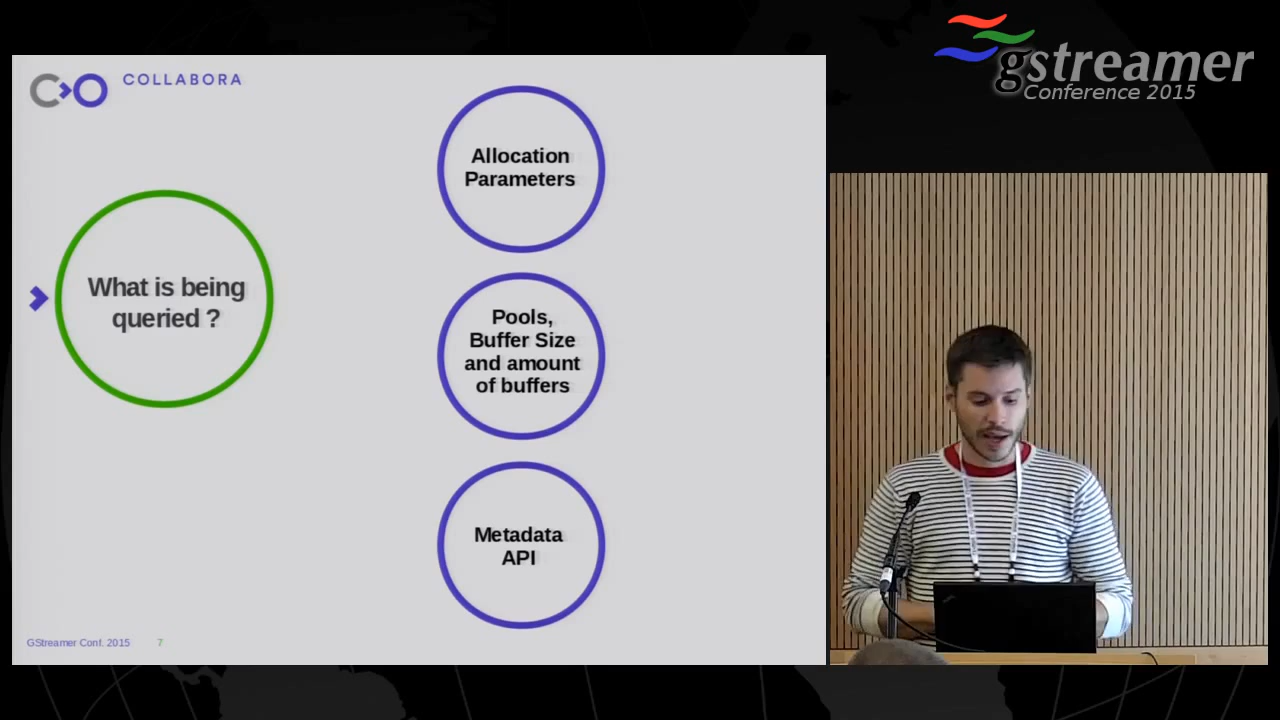 gstreamer
Conference 2015
COLLABORA
What is being
queried ?
Allocation
Parameters
Pools,
Buffer Size
and amount
of buffers
Metadata
API
GStreamer Conf. 2015 7